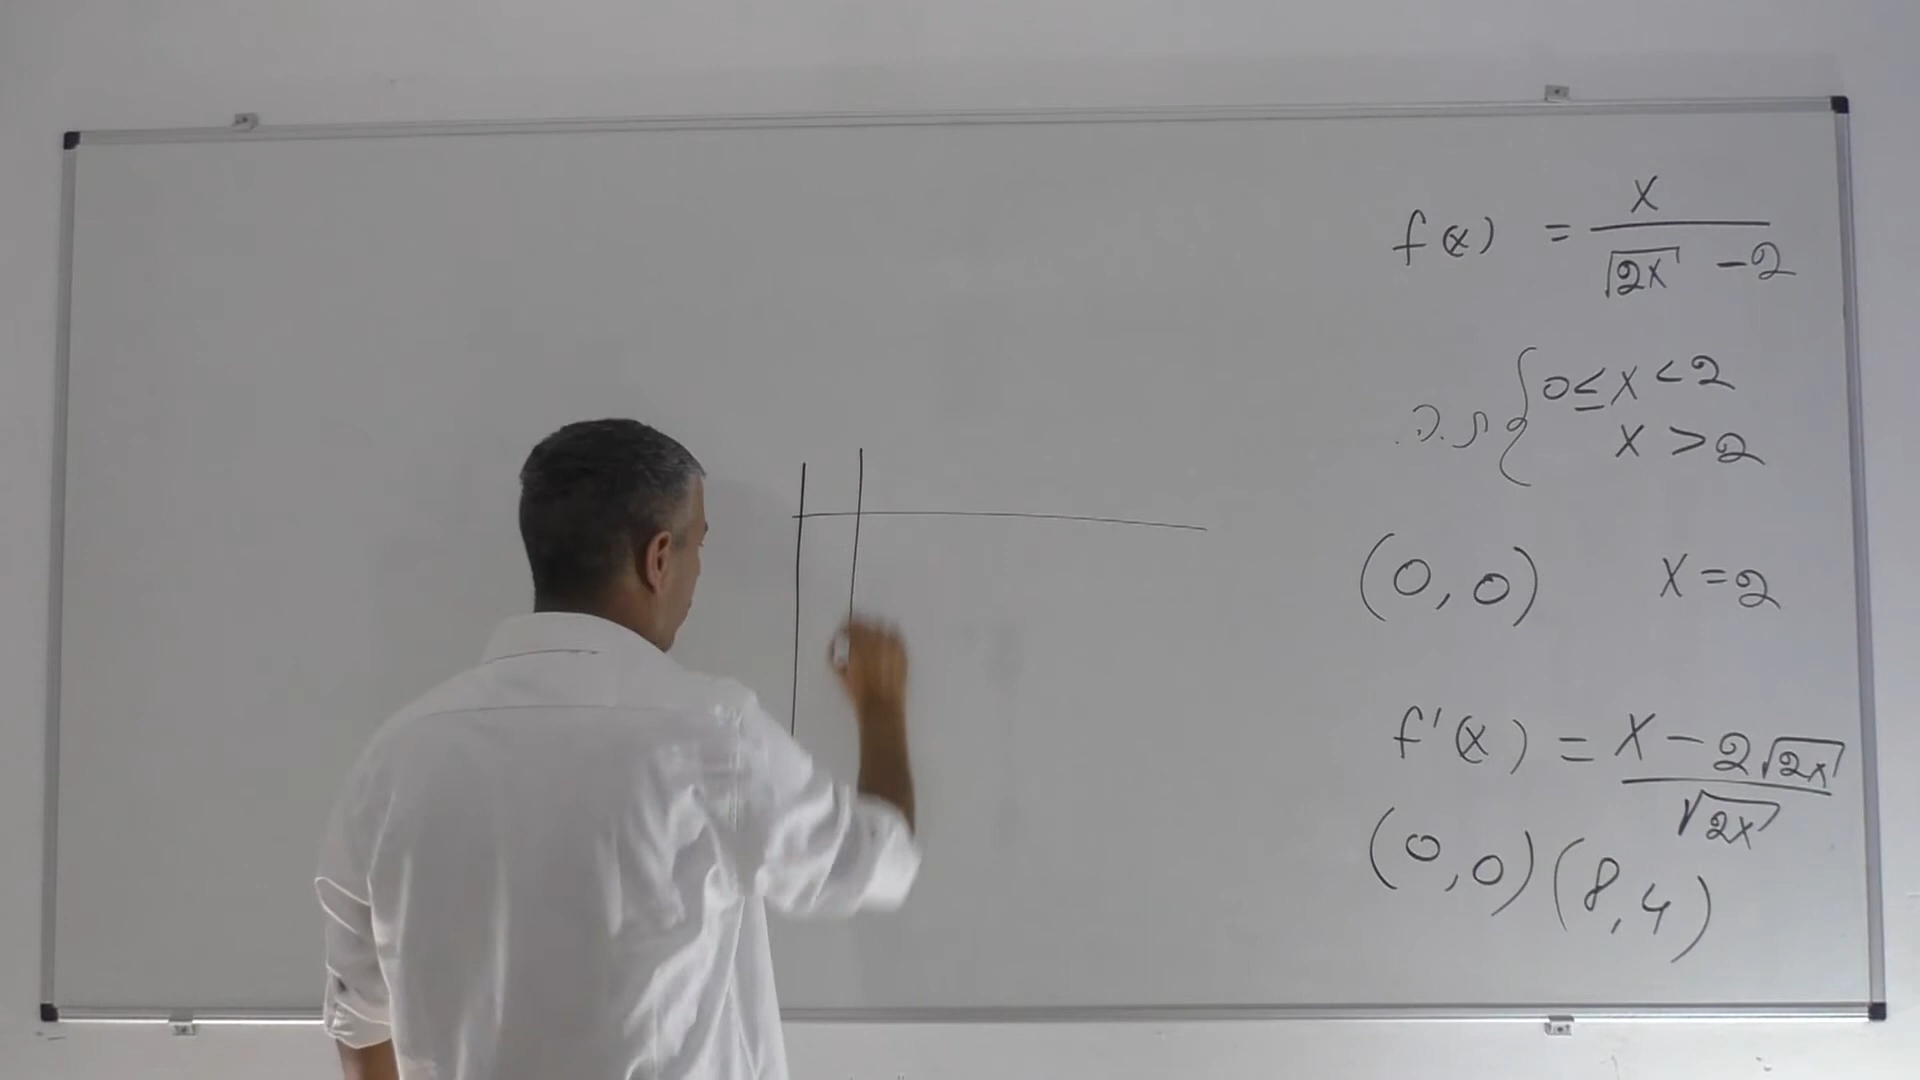 f(x) = x / (√2x − 2)
ת.ה. { 0 ≤ x < 2
x > 2
(0, 0) x = 2
f'(x) = (x − 2√2x) / √2x
(0, 0) (8, 4)